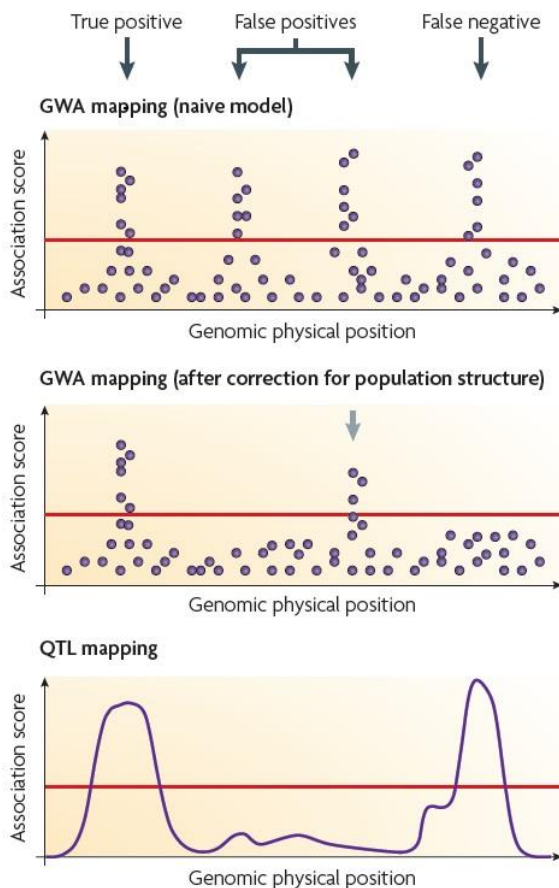 True positive False positives False negative
GWA mapping (naive model)
Association score
Genomic physical position
GWA mapping (after correction for population structure)
Association score
Genomic physical position
QTL mapping
Association score
Genomic physical position